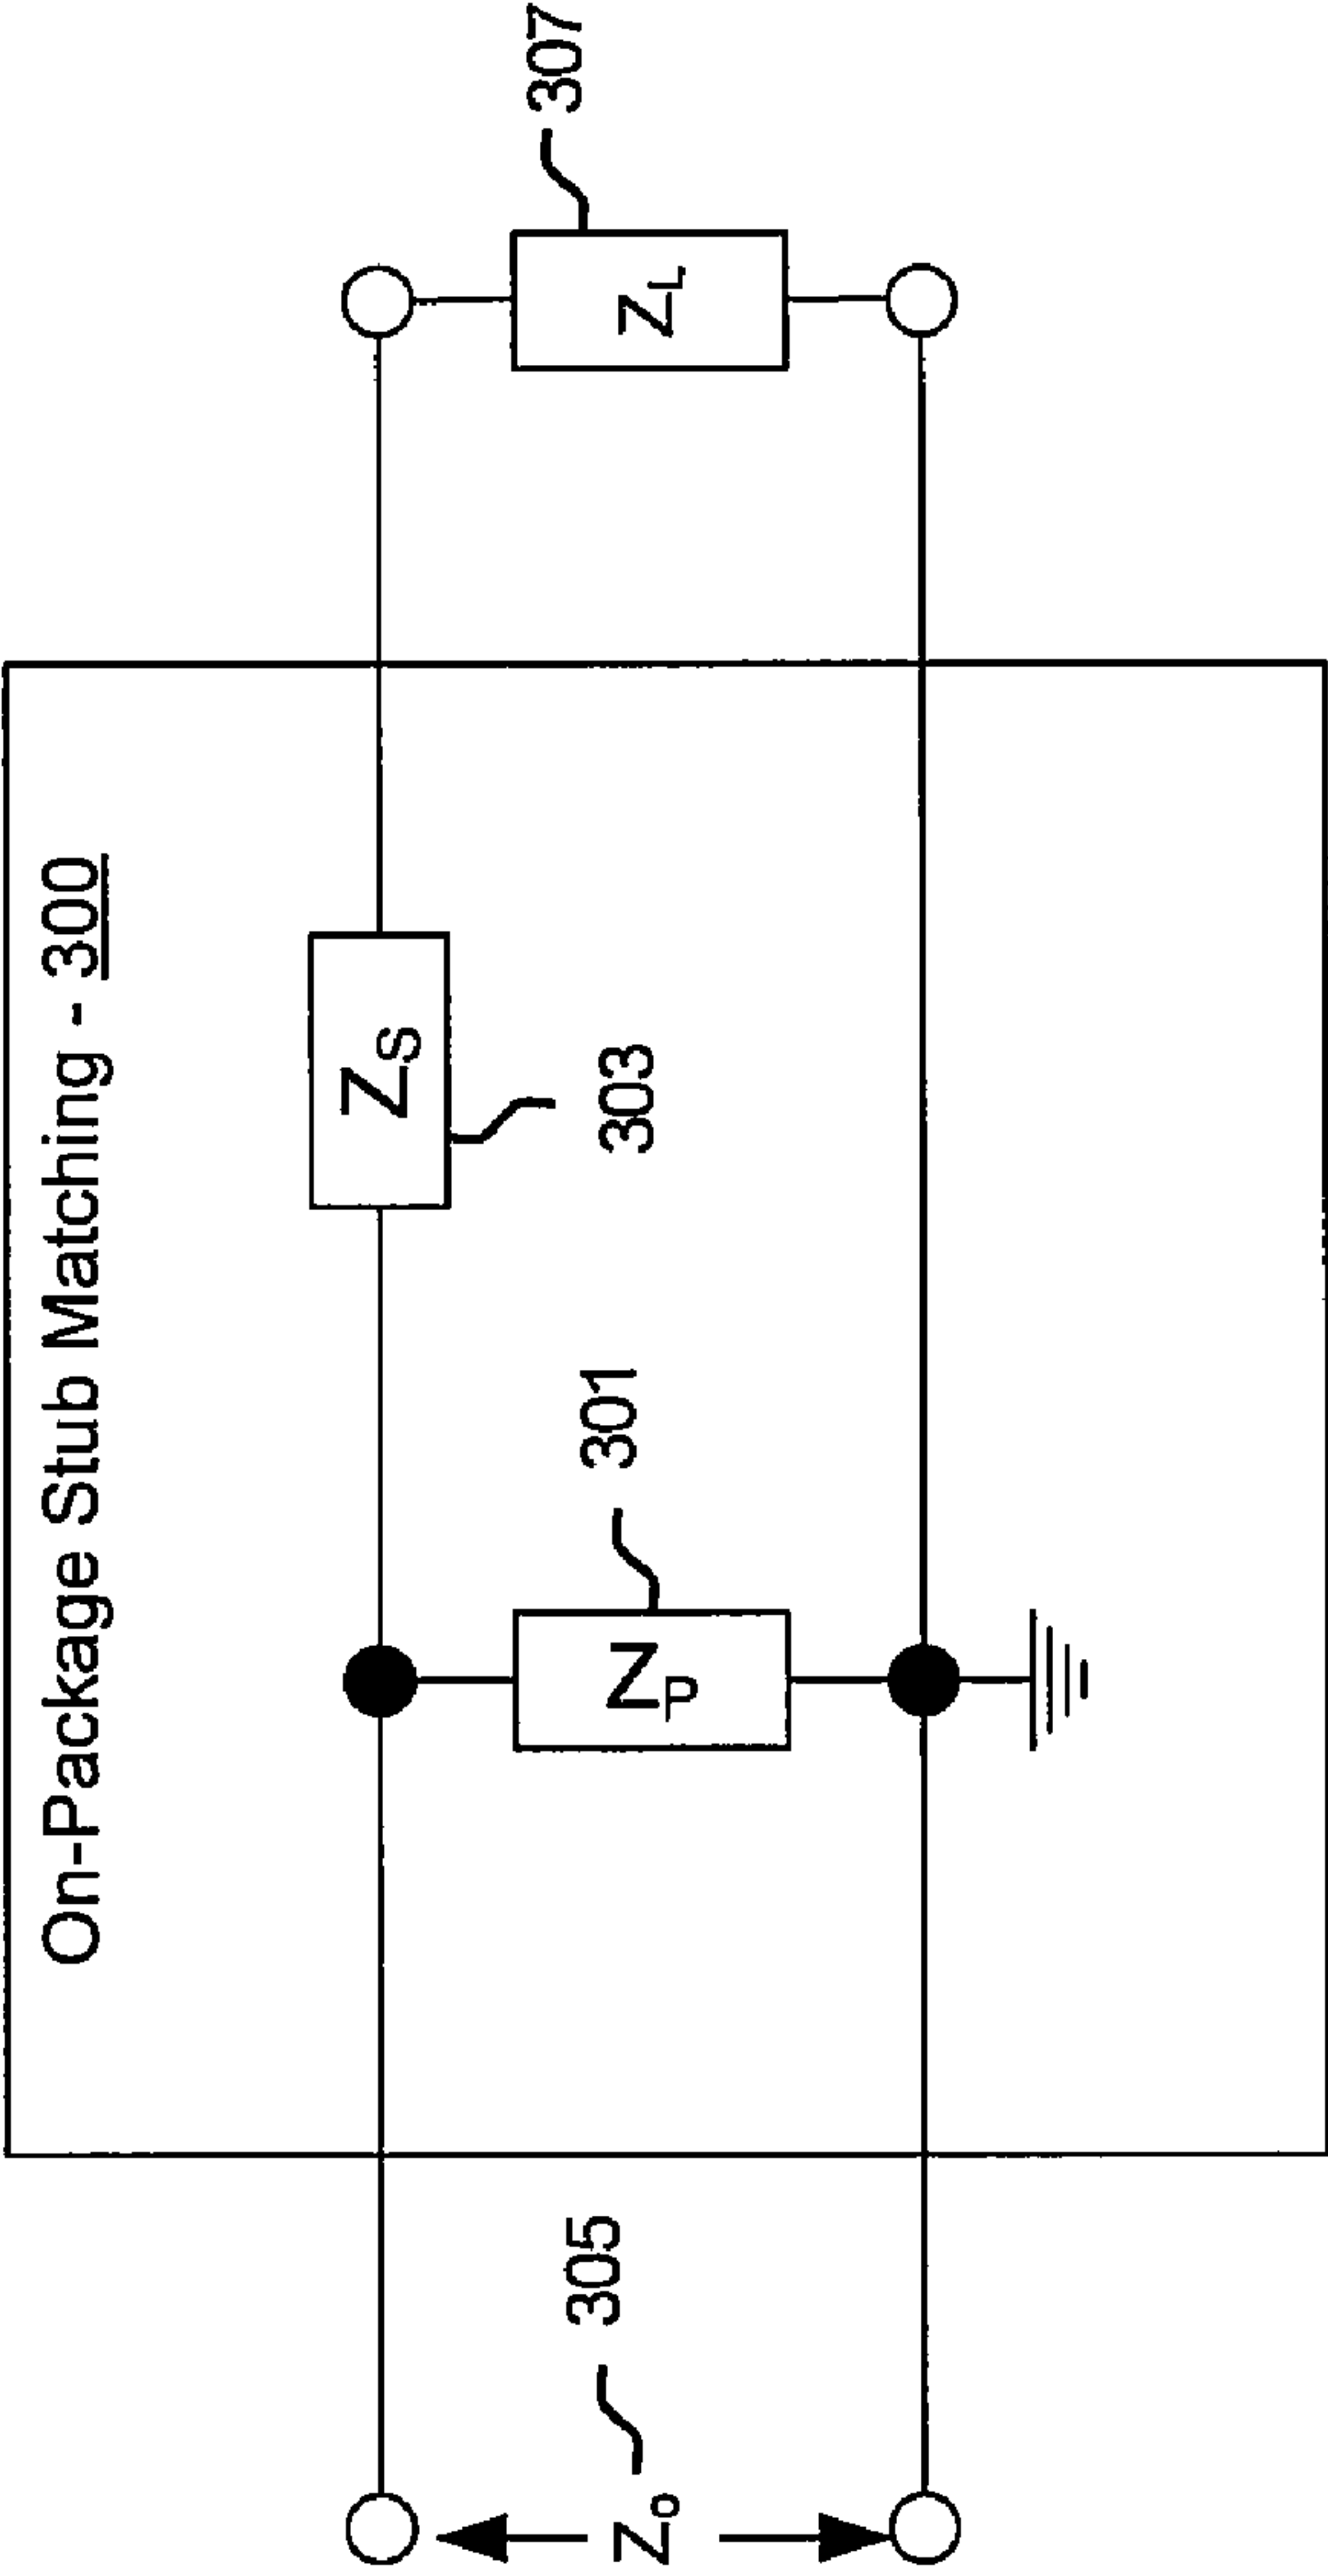 On-Package Stub Matching - 300
Z_S
303
Z_P
301
Z_o
305
Z_L
307